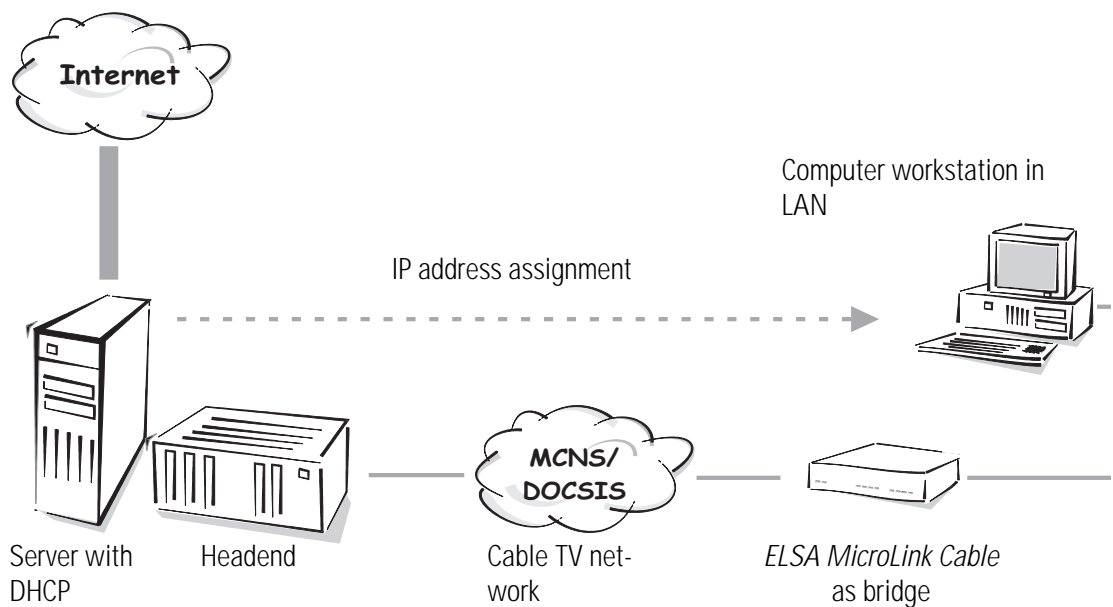 Internet
Computer workstation in
LAN
IP address assignment
MCNS/
DOCSIS
Server with
DHCP
Headend
Cable TV net-
work
ELSA MicroLink Cable
as bridge